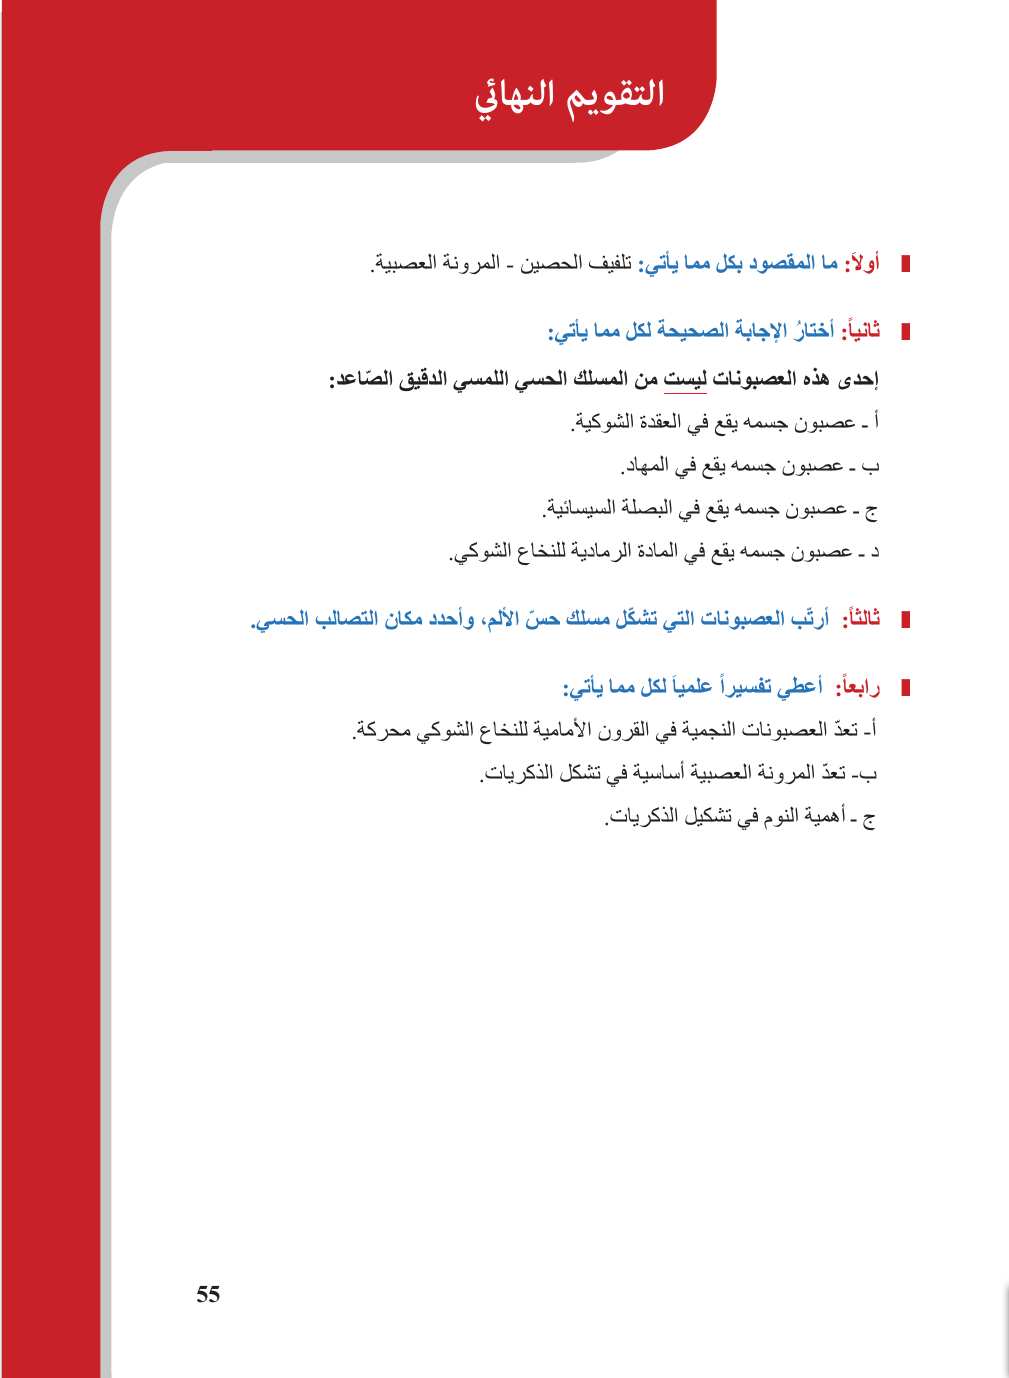 التقويم النهائي
أولاً: ما المقصود بكل مما يأتي: تلفيف الحصين - المرونة العصبية.
ثانياً: أختارُ الإجابة الصحيحة لكل مما يأتي:
إحدى هذه العصبونات ليست من المسلك الحسي اللمسي الدقيق الصّاعد:
أ ـ عصبون جسمه يقع في العقدة الشوكية.
ب ـ عصبون جسمه يقع في المهاد.
ج ـ عصبون جسمه يقع في البصلة السيسائية.
د ـ عصبون جسمه يقع في المادة الرمادية للنخاع الشوكي.
ثالثاً: أرتّب العصبونات التي تشكّل مسلك حسّ الألم، وأحدد مكان التصالب الحسي.
رابعاً: أعطي تفسيراً علمياً لكل مما يأتي:
أ- تعدّ العصبونات النجمية في القرون الأمامية للنخاع الشوكي محركة.
ب- تعدّ المرونة العصبية أساسية في تشكل الذكريات.
ج ـ أهمية النوم في تشكيل الذكريات.
55